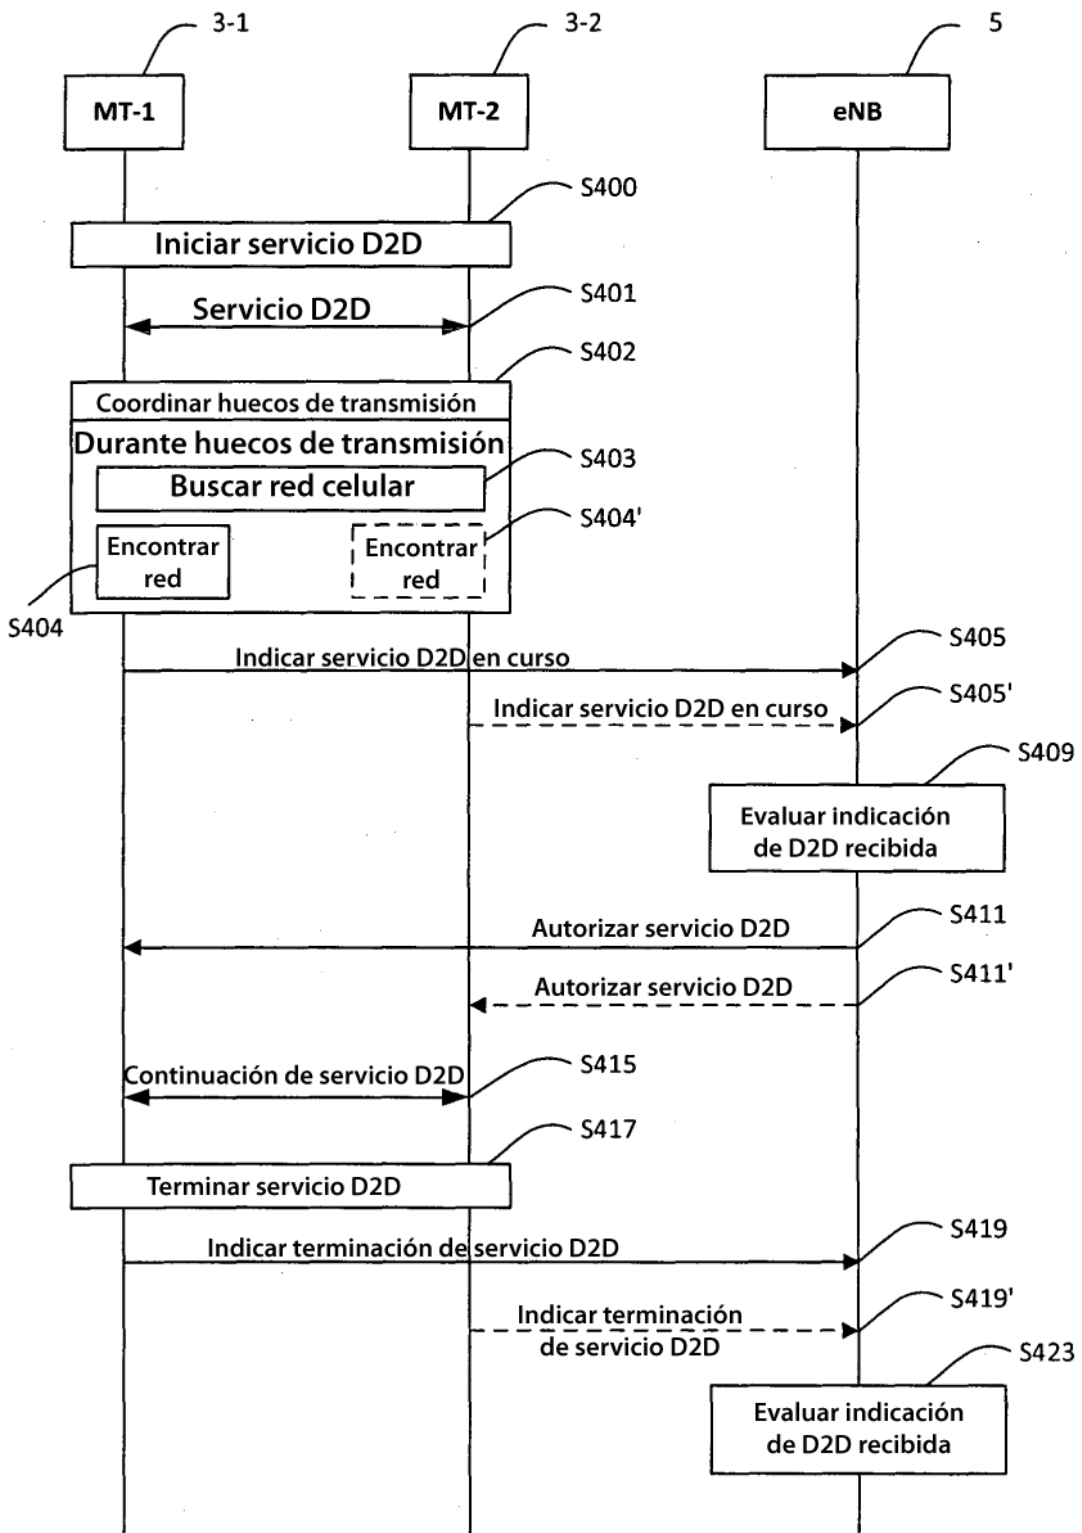 3-1
3-2
5
MT-1
MT-2
eNB
S400
Iniciar servicio D2D
S401
Servicio D2D
S402
Coordinar huecos de transmisión
Durante huecos de transmisión
S403
Buscar red celular
S404'
Encontrar
red
Encontrar
red
S404
S405
Indicar servicio D2D en curso
S405'
Indicar servicio D2D en curso
S409
Evaluar indicación
de D2D recibida
S411
Autorizar servicio D2D
S411'
Autorizar servicio D2D
S415
Continuación de servicio D2D
S417
Terminar servicio D2D
S419
Indicar terminación de servicio D2D
S419'
Indicar terminación
de servicio D2D
S423
Evaluar indicación
de D2D recibida